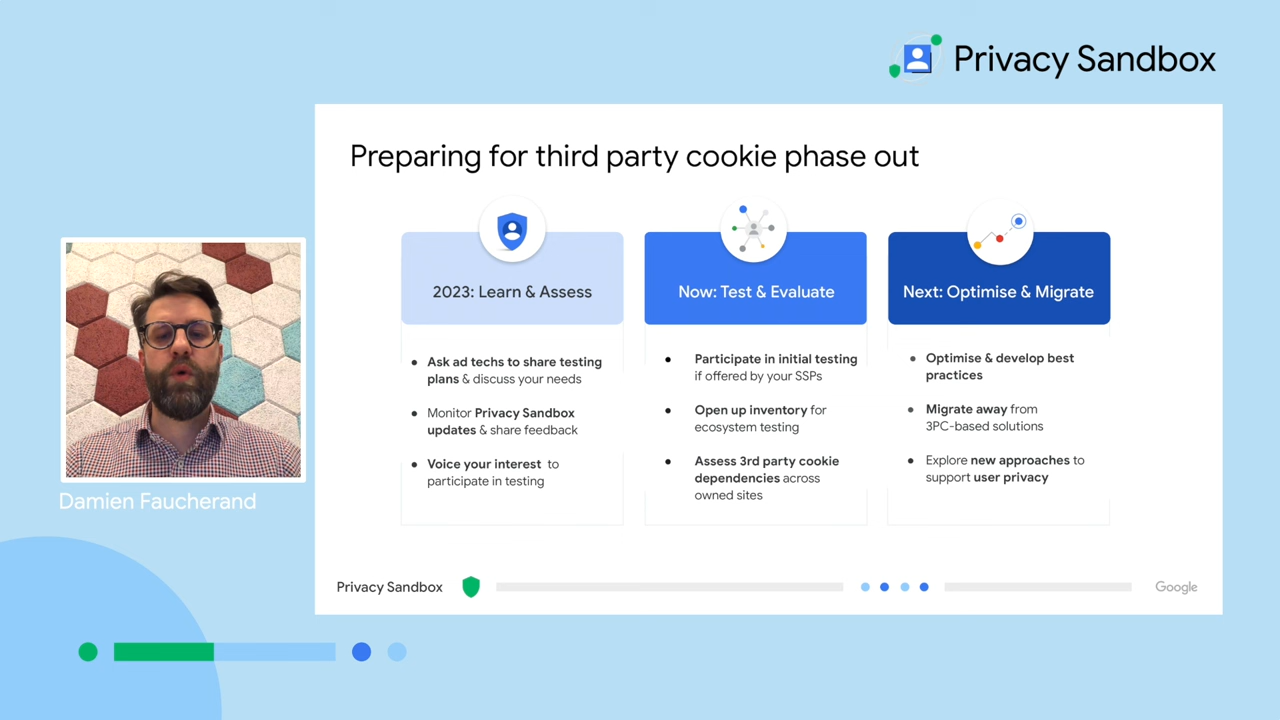 Privacy Sandbox
Preparing for third party cookie phase out
2023: Learn & Assess
Ask ad techs to share testing
plans & discuss your needs
Monitor Privacy Sandbox
updates & share feedback
Voice your interest to
participate in testing
Now: Test & Evaluate
Participate in initial testing
if offered by your SSPs
Open up inventory for
ecosystem testing
Assess 3rd party cookie
dependencies across
owned sites
Next: Optimise & Migrate
Optimise & develop best
practices
Migrate away from
3PC-based solutions
Explore new approaches to
support user privacy
Damien Faucherand
Privacy Sandbox
Google